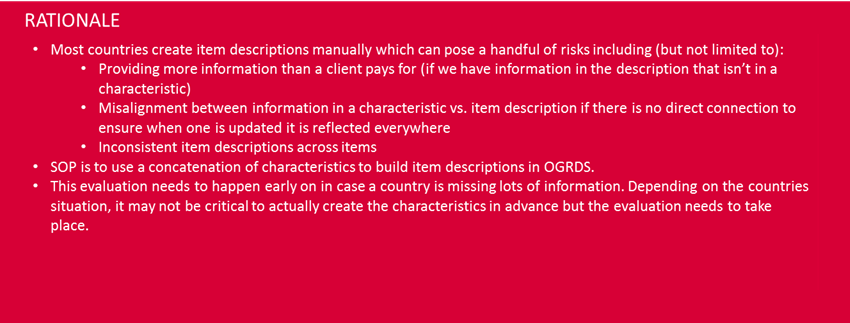 RATIONALE
• Most countries create item descriptions manually which can pose a handful of risks including (but not limited to):
• Providing more information than a client pays for (if we have information in the description that isn't in a
characteristic)
• Misalignment between information in a characteristic vs. item description if there is no direct connection to
ensure when one is updated it is reflected everywhere
• Inconsistent item descriptions across items
• SOP is to use a concatenation of characteristics to build item descriptions in OGRDS.
• This evaluation needs to happen early on in case a country is missing lots of information. Depending on the countries
situation, it may not be critical to actually create the characteristics in advance but the evaluation needs to take
place.